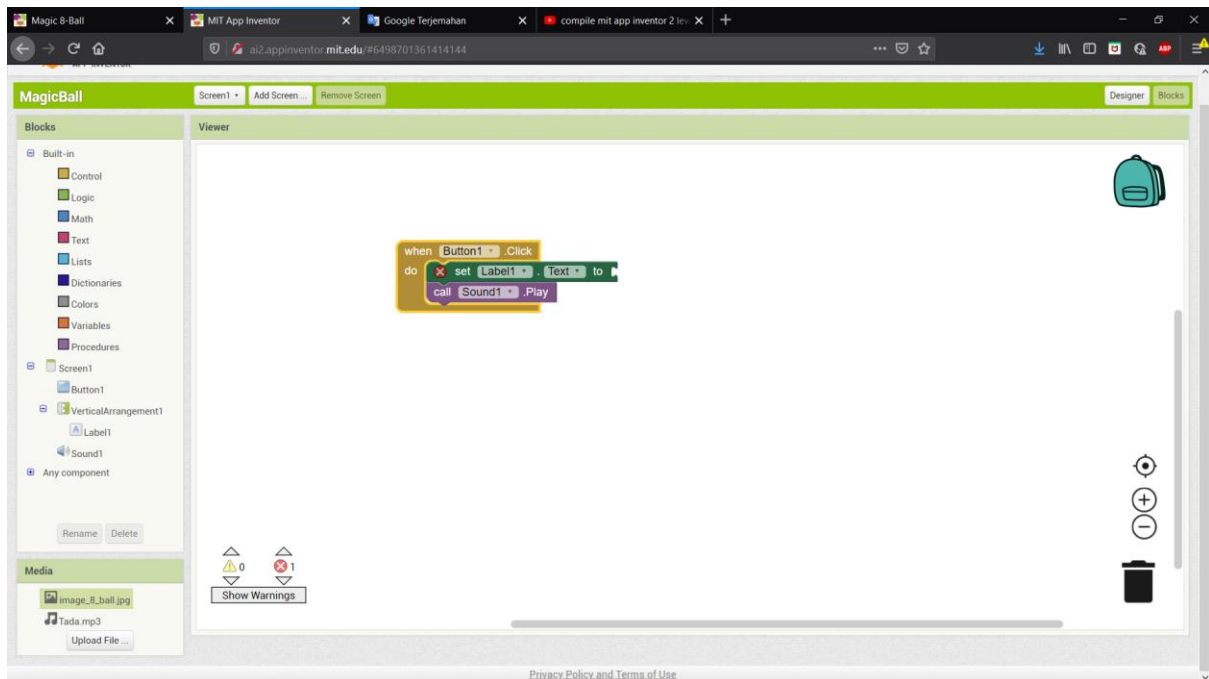 Magic 8-Ball
MIT App Inventor
Google Terjemahan
compile mit app inventor 2 lev
ai2.appinventor.mit.edu/#6498701361414144
ABP
APP INVENTOR
MagicBall
Screen1
Add Screen ...
Remove Screen
Designer
Blocks
Blocks
Viewer
Built-in
Control
Logic
Math
Text
Lists
Dictionaries
Colors
Variables
Procedures
Screen1
Button1
VerticalArrangement1
A Label1
Sound1
Any component
Rename
Delete
Media
image_8_ball.jpg
Tada.mp3
Upload File ...
when Button1 .Click
do set Label1 . Text to
call Sound1 .Play
0
1
Show Warnings
Privacy Policy and Terms of Use